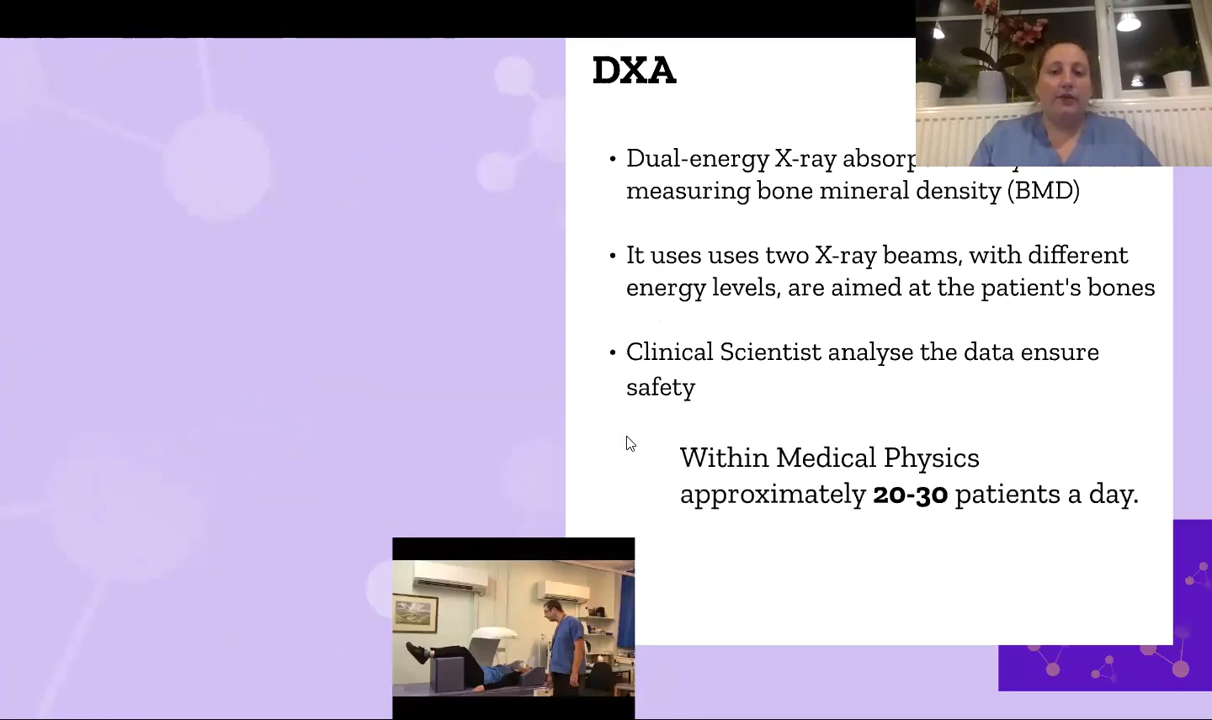 DXA
• Dual-energy X-ray
measuring bone mineral density (BMD)
• It uses uses two X-ray beams, with different
energy levels, are aimed at the patient's bones
• Clinical Scientist analyse the data ensure
safety
Within Medical Physics
approximately 20-30 patients a day.